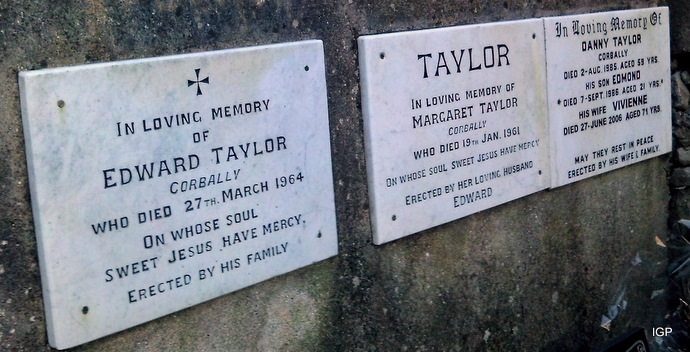 IN LOVING MEMORY
OF
EDWARD TAYLOR
CORBALLY
WHO DIED 27TH. MARCH 1964
ON WHOSE SOUL
SWEET JESUS HAVE MERCY.
ERECTED BY HIS FAMILY
TAYLOR
IN LOVING MEMORY OF
MARGARET TAYLOR
CORBALLY
WHO DIED 19TH JAN. 1961
ON WHOSE SOUL SWEET JESUS HAVE MERCY
ERECTED BY HER LOVING HUSBAND
EDWARD
In Loving Memory Of
DANNY TAYLOR
CORBALLY
DIED 2-AUG. 1985. AGED 59 YRS.
HIS SON EDMOND
DIED 7-SEPT. 1986 AGED 21 YRS.
HIS WIFE VIVIENNE
DIED 27-JUNE 2006 AGED 71 YRS.
MAY THEY REST IN PEACE
ERECTED BY HIS WIFE & FAMILY.
IGP